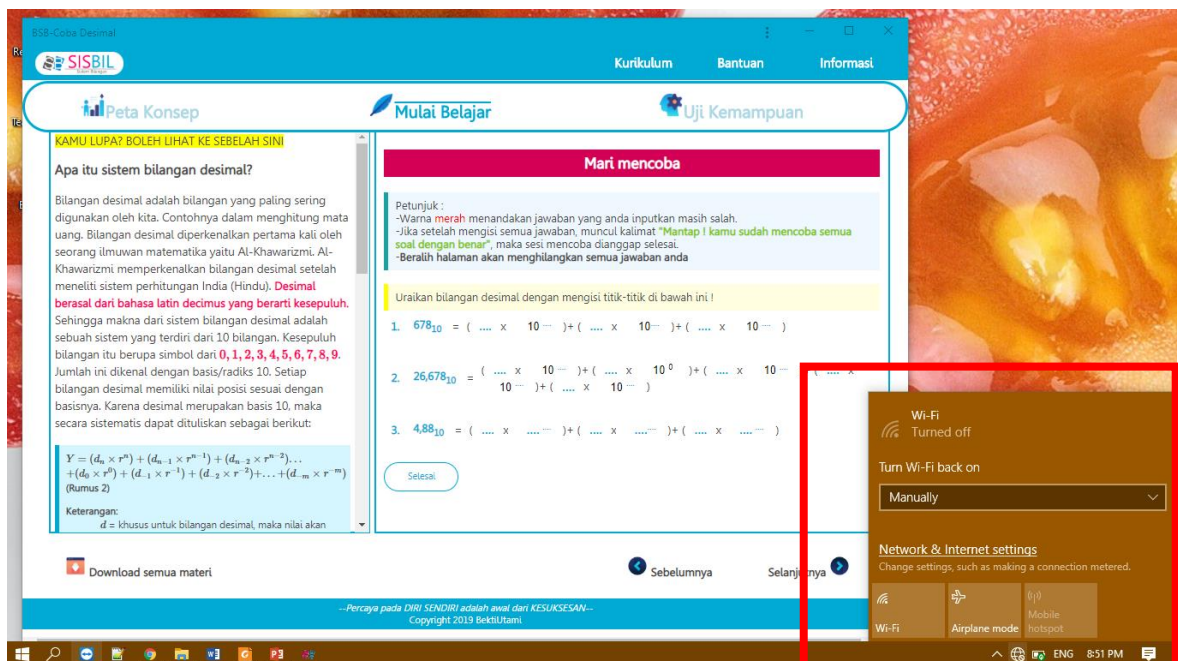 BSB-Coba Desimal
SISBIL
Kurikulum Bantuan Informasi
Peta Konsep Mulai Belajar Uji Kemampuan
KAMU LUPA? BOLEH LIHAT KE SEBELAH SINI
Apa itu sistem bilangan desimal?
Bilangan desimal adalah bilangan yang paling sering
digunakan oleh kita. Contohnya dalam menghitung mata
uang. Bilangan desimal diperkenalkan pertama kali oleh
seorang ilmuwan matematika yaitu Al-Khawarizmi. Al-
Khawarizmi memperkenalkan bilangan desimal setelah
meneliti sistem perhitungan India (Hindu). Desimal
berasal dari bahasa latin decimus yang berarti kesepuluh.
Sehingga makna dari sistem bilangan desimal adalah
sebuah sistem yang terdiri dari 10 bilangan. Kesepuluh
bilangan itu berupa simbol dari 0, 1, 2, 3, 4, 5, 6, 7, 8, 9.
Jumlah ini dikenal dengan basis/radiks 10. Setiap
bilangan desimal memiliki nilai posisi sesuai dengan
basisnya. Karena desimal merupakan basis 10, maka
secara sistematis dapat dituliskan sebagai berikut:
Y = (dₙ × rⁿ) + (dₙ₋₁ × rⁿ⁻¹) + (dₙ₋₂ × rⁿ⁻²)...
+(d₀ × r⁰) + (d₋₁ × r⁻¹) + (d₋₂ × r⁻²)+...+(d₋ₘ × r⁻ᵐ)
(Rumus 2)
Keterangan:
d = khusus untuk bilangan desimal, maka nilai akan
Mari mencoba
Petunjuk :
-Warna merah menandakan jawaban yang anda inputkan masih salah.
-Jika setelah mengisi semua jawaban, muncul kalimat "Mantap ! kamu sudah mencoba semua
soal dengan benar", maka sesi mencoba dianggap selesai.
-Beralih halaman akan menghilangkan semua jawaban anda
Uraikan bilangan desimal dengan mengisi titik-titik di bawah ini !
1. 678₁₀ = ( .... x 10 ... )+ ( .... x 10 ... )+ ( .... x 10 ... )
2. 26,678₁₀ = ( .... x 10 ... )+ ( .... x 10 ⁰ )+ ( .... x 10 ... ( .... x
10 ... )+ ( .... x 10 ... )
3. 4,88₁₀ = ( .... x .... ... )+ ( .... x .... ... )+ ( .... x .... ... )
Selesai
Download semua materi
Sebelumnya Selanjutnya
---Percaya pada DIRI SENDIRI adalah awal dari KESUKSESAN---
Copyright 2019 BektiUtami
Wi-Fi
Turned off
Turn Wi-Fi back on
Manually
Network & Internet settings
Change settings, such as making a connection metered.
Wi-Fi Airplane mode Mobile hotspot
ENG 8:51 PM